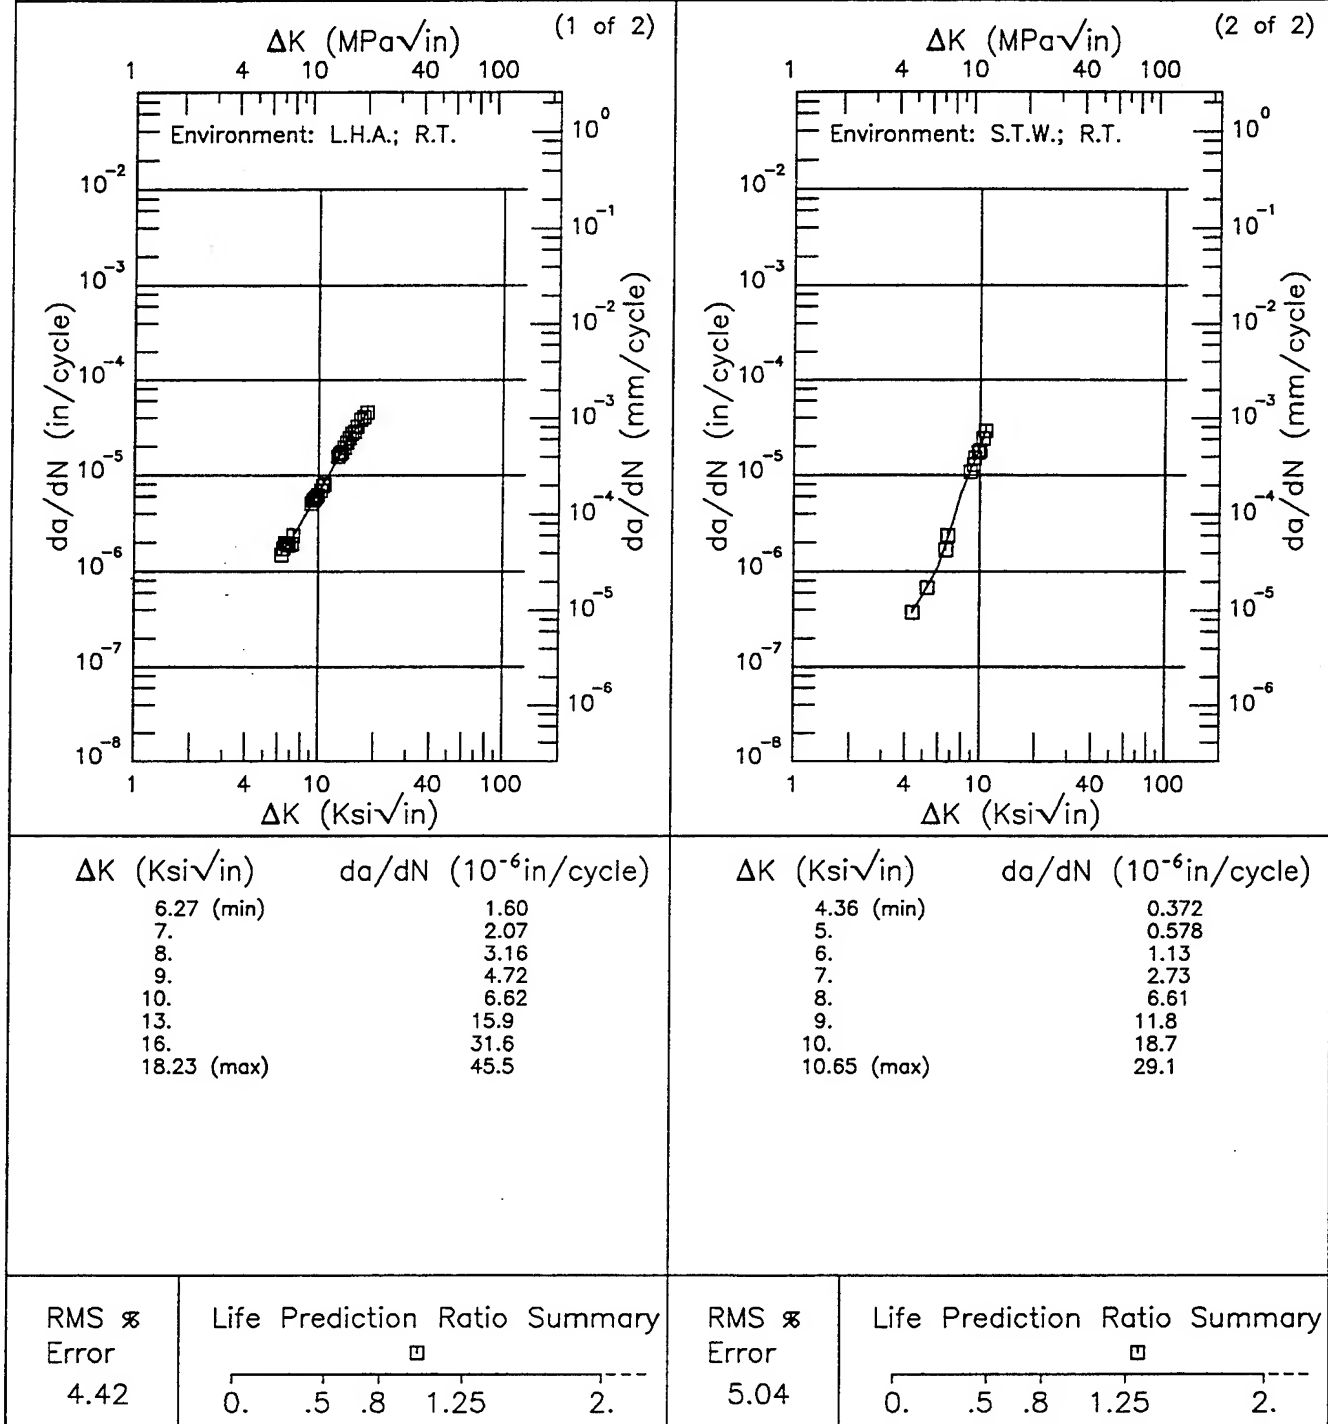 (1 of 2)
ΔK (MPa√in)
1 4 10 40 100
Environment: L.H.A.; R.T.
da/dN (in/cycle)
10⁻²
10⁻³
10⁻⁴
10⁻⁵
10⁻⁶
10⁻⁷
10⁻⁸
da/dN (mm/cycle)
10⁰
10⁻¹
10⁻²
10⁻³
10⁻⁴
10⁻⁵
10⁻⁶
1 4 10 40 100
ΔK (Ksi√in)
ΔK (Ksi√in) da/dN (10⁻⁶in/cycle)
6.27 (min) 1.60
7. 2.07
8. 3.16
9. 4.72
10. 6.62
13. 15.9
16. 31.6
18.23 (max) 45.5
RMS %
Error
4.42
Life Prediction Ratio Summary
0. .5 .8 1.25 2.
(2 of 2)
ΔK (MPa√in)
1 4 10 40 100
Environment: S.T.W.; R.T.
da/dN (in/cycle)
10⁻²
10⁻³
10⁻⁴
10⁻⁵
10⁻⁶
10⁻⁷
10⁻⁸
da/dN (mm/cycle)
10⁰
10⁻¹
10⁻²
10⁻³
10⁻⁴
10⁻⁵
10⁻⁶
1 4 10 40 100
ΔK (Ksi√in)
ΔK (Ksi√in) da/dN (10⁻⁶in/cycle)
4.36 (min) 0.372
5. 0.578
6. 1.13
7. 2.73
8. 6.61
9. 11.8
10. 18.7
10.65 (max) 29.1
RMS %
Error
5.04
Life Prediction Ratio Summary
0. .5 .8 1.25 2.